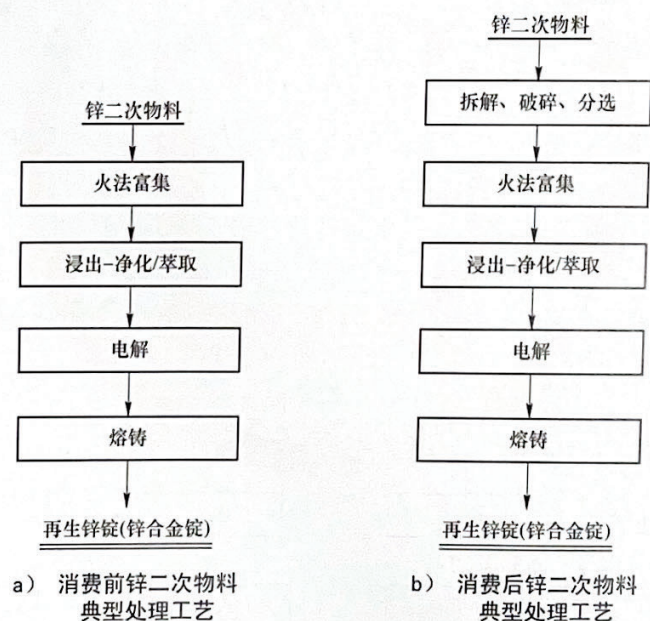 锌二次物料
火法富集
浸出-净化/萃取
电解
熔铸
再生锌锭(锌合金锭)
a） 消费前锌二次物料
典型处理工艺
锌二次物料
拆解、破碎、分选
火法富集
浸出-净化/萃取
电解
熔铸
再生锌锭(锌合金锭)
b） 消费后锌二次物料
典型处理工艺